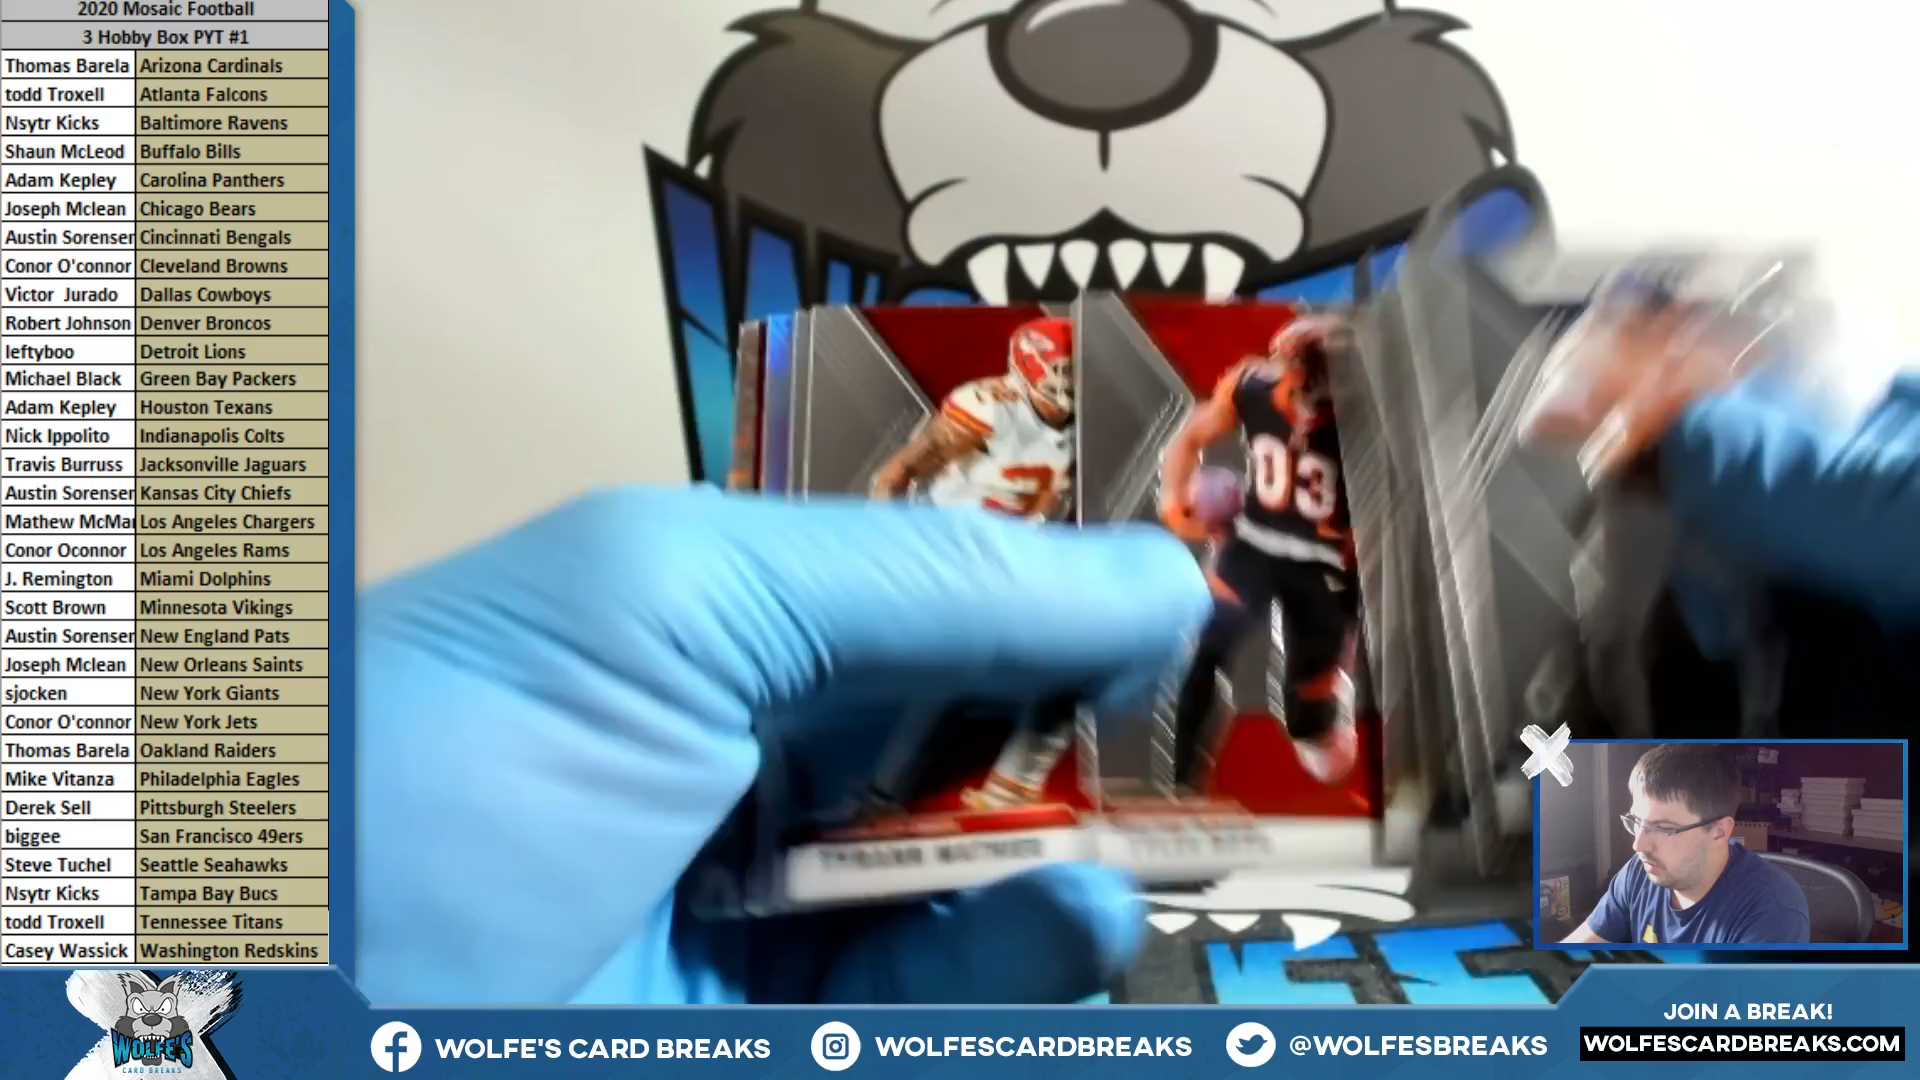 2020 Mosaic Football
3 Hobby Box PYT #1
Thomas Barela Arizona Cardinals
todd Troxell Atlanta Falcons
Nsytr Kicks Baltimore Ravens
Shaun McLeod Buffalo Bills
Adam Kepley Carolina Panthers
Joseph Mclean Chicago Bears
Austin Sorenser Cincinnati Bengals
Conor O'connor Cleveland Browns
Victor Jurado Dallas Cowboys
Robert Johnson Denver Broncos
leftyboo Detroit Lions
Michael Black Green Bay Packers
Adam Kepley Houston Texans
Nick Ippolito Indianapolis Colts
Travis Burruss Jacksonville Jaguars
Austin Sorenser Kansas City Chiefs
Mathew McMa Los Angeles Chargers
Conor Oconnor Los Angeles Rams
J. Remington Miami Dolphins
Scott Brown Minnesota Vikings
Austin Sorenser New England Pats
Joseph Mclean New Orleans Saints
sjocken New York Giants
Conor O'connor New York Jets
Thomas Barela Oakland Raiders
Mike Vitanza Philadelphia Eagles
Derek Sell Pittsburgh Steelers
biggee San Francisco 49ers
Steve Tuchel Seattle Seahawks
Nsytr Kicks Tampa Bay Bucs
todd Troxell Tennessee Titans
Casey Wassick Washington Redskins
WOLFE'S
CARD BREAKS
WOLFE'S CARD BREAKS
WOLFESCARDBREAKS
@WOLFESBREAKS
JOIN A BREAK!
WOLFESCARDBREAKS.COM